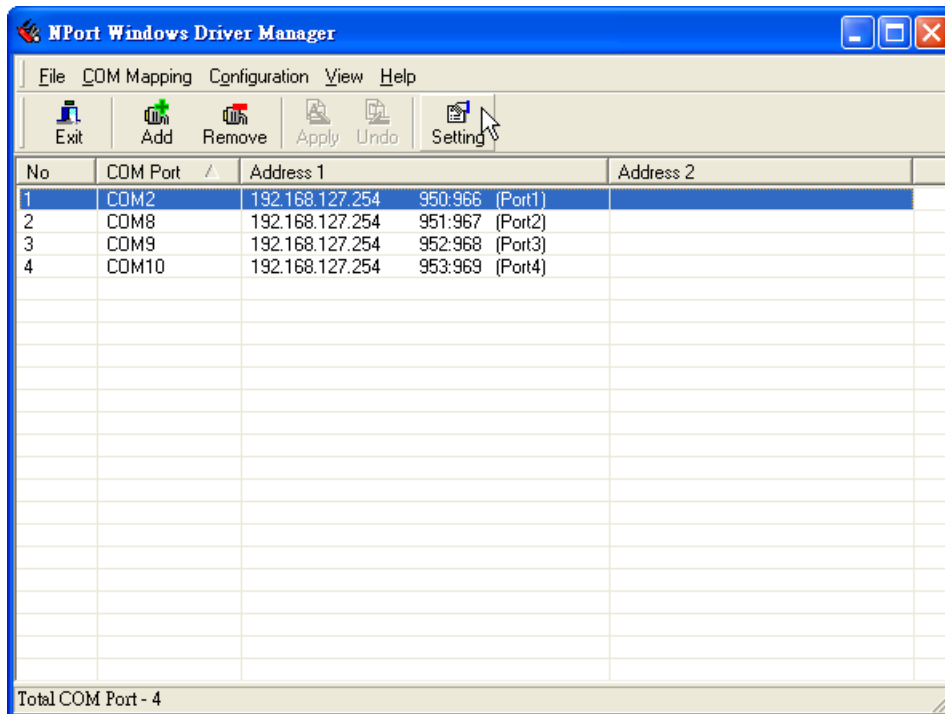 NPort Windows Driver Manager
File COM Mapping Configuration View Help
Exit Add Remove Apply Undo Setting
No COM Port Address 1 Address 2
1 COM2 192.168.127.254 950:966 (Port1)
2 COM8 192.168.127.254 951:967 (Port2)
3 COM9 192.168.127.254 952:968 (Port3)
4 COM10 192.168.127.254 953:969 (Port4)
Total COM Port - 4